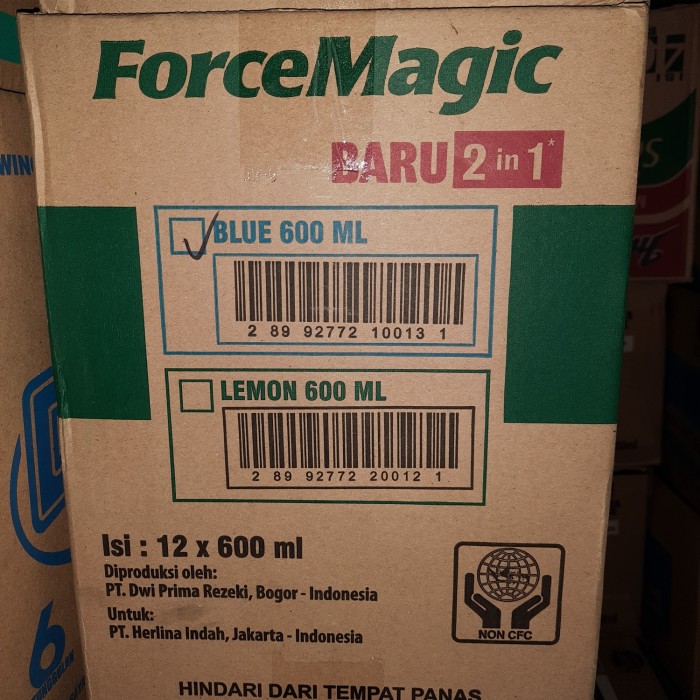 ForceMagic
BARU 2 in 1*
BLUE 600 ML
2 89 92772 10013 1
LEMON 600 ML
2 89 92772 20012 1
Isi : 12 x 600 ml
Diproduksi oleh:
PT. Dwi Prima Rezeki, Bogor - Indonesia
Untuk:
PT. Herlina Indah, Jakarta - Indonesia
NON CFC
HINDARI DARI TEMPAT PANAS
WIN
6